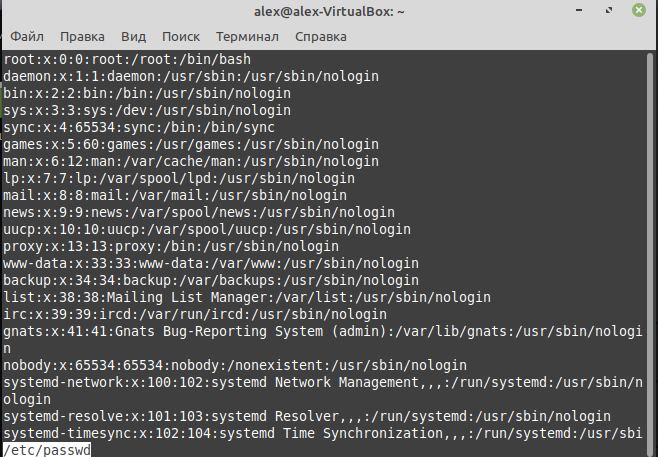 alex@alex-VirtualBox: ~
Файл Правка Вид Поиск Терминал Справка
root:x:0:0:root:/root:/bin/bash
daemon:x:1:1:daemon:/usr/sbin:/usr/sbin/nologin
bin:x:2:2:bin:/bin:/usr/sbin/nologin
sys:x:3:3:sys:/dev:/usr/sbin/nologin
sync:x:4:65534:sync:/bin:/bin/sync
games:x:5:60:games:/usr/games:/usr/sbin/nologin
man:x:6:12:man:/var/cache/man:/usr/sbin/nologin
lp:x:7:7:lp:/var/spool/lpd:/usr/sbin/nologin
mail:x:8:8:mail:/var/mail:/usr/sbin/nologin
news:x:9:9:news:/var/spool/news:/usr/sbin/nologin
uucp:x:10:10:uucp:/var/spool/uucp:/usr/sbin/nologin
proxy:x:13:13:proxy:/bin:/usr/sbin/nologin
www-data:x:33:33:www-data:/var/www:/usr/sbin/nologin
backup:x:34:34:backup:/var/backups:/usr/sbin/nologin
list:x:38:38:Mailing List Manager:/var/list:/usr/sbin/nologin
irc:x:39:39:ircd:/var/run/ircd:/usr/sbin/nologin
gnats:x:41:41:Gnats Bug-Reporting System (admin):/var/lib/gnats:/usr/sbin/nologi
n
nobody:x:65534:65534:nobody:/nonexistent:/usr/sbin/nologin
systemd-network:x:100:102:systemd Network Management,,,:/run/systemd:/usr/sbin/n
ologin
systemd-resolve:x:101:103:systemd Resolver,,,:/run/systemd:/usr/sbin/nologin
systemd-timesync:x:102:104:systemd Time Synchronization,,,:/run/systemd:/usr/sbi
/etc/passwd